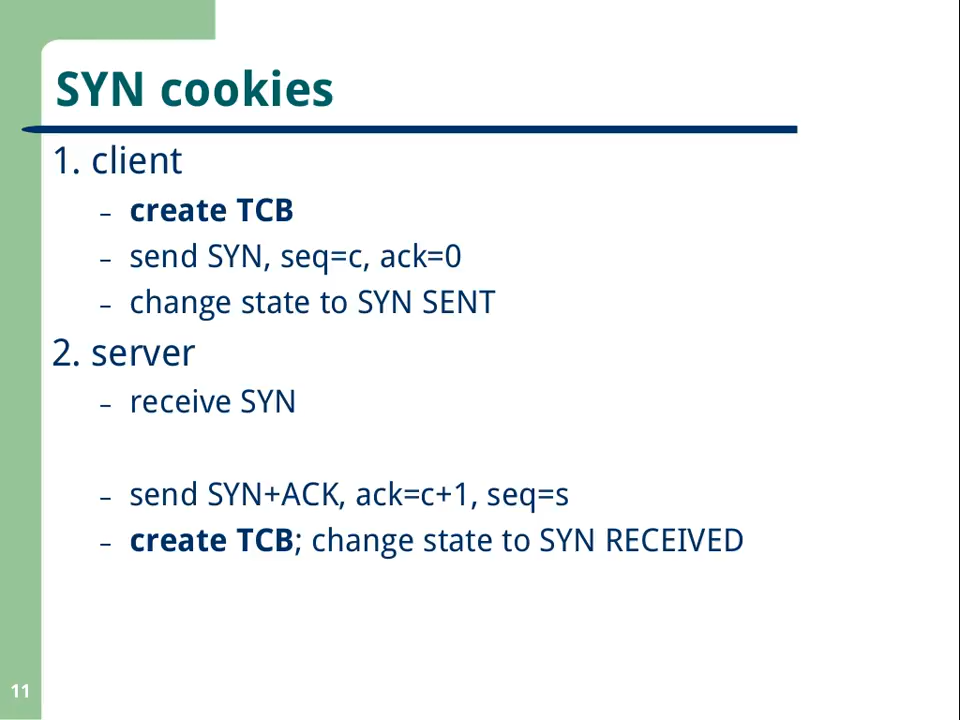 SYN cookies
1. client
– create TCB
– send SYN, seq=c, ack=0
– change state to SYN SENT
2. server
– receive SYN
– send SYN+ACK, ack=c+1, seq=s
– create TCB; change state to SYN RECEIVED
11